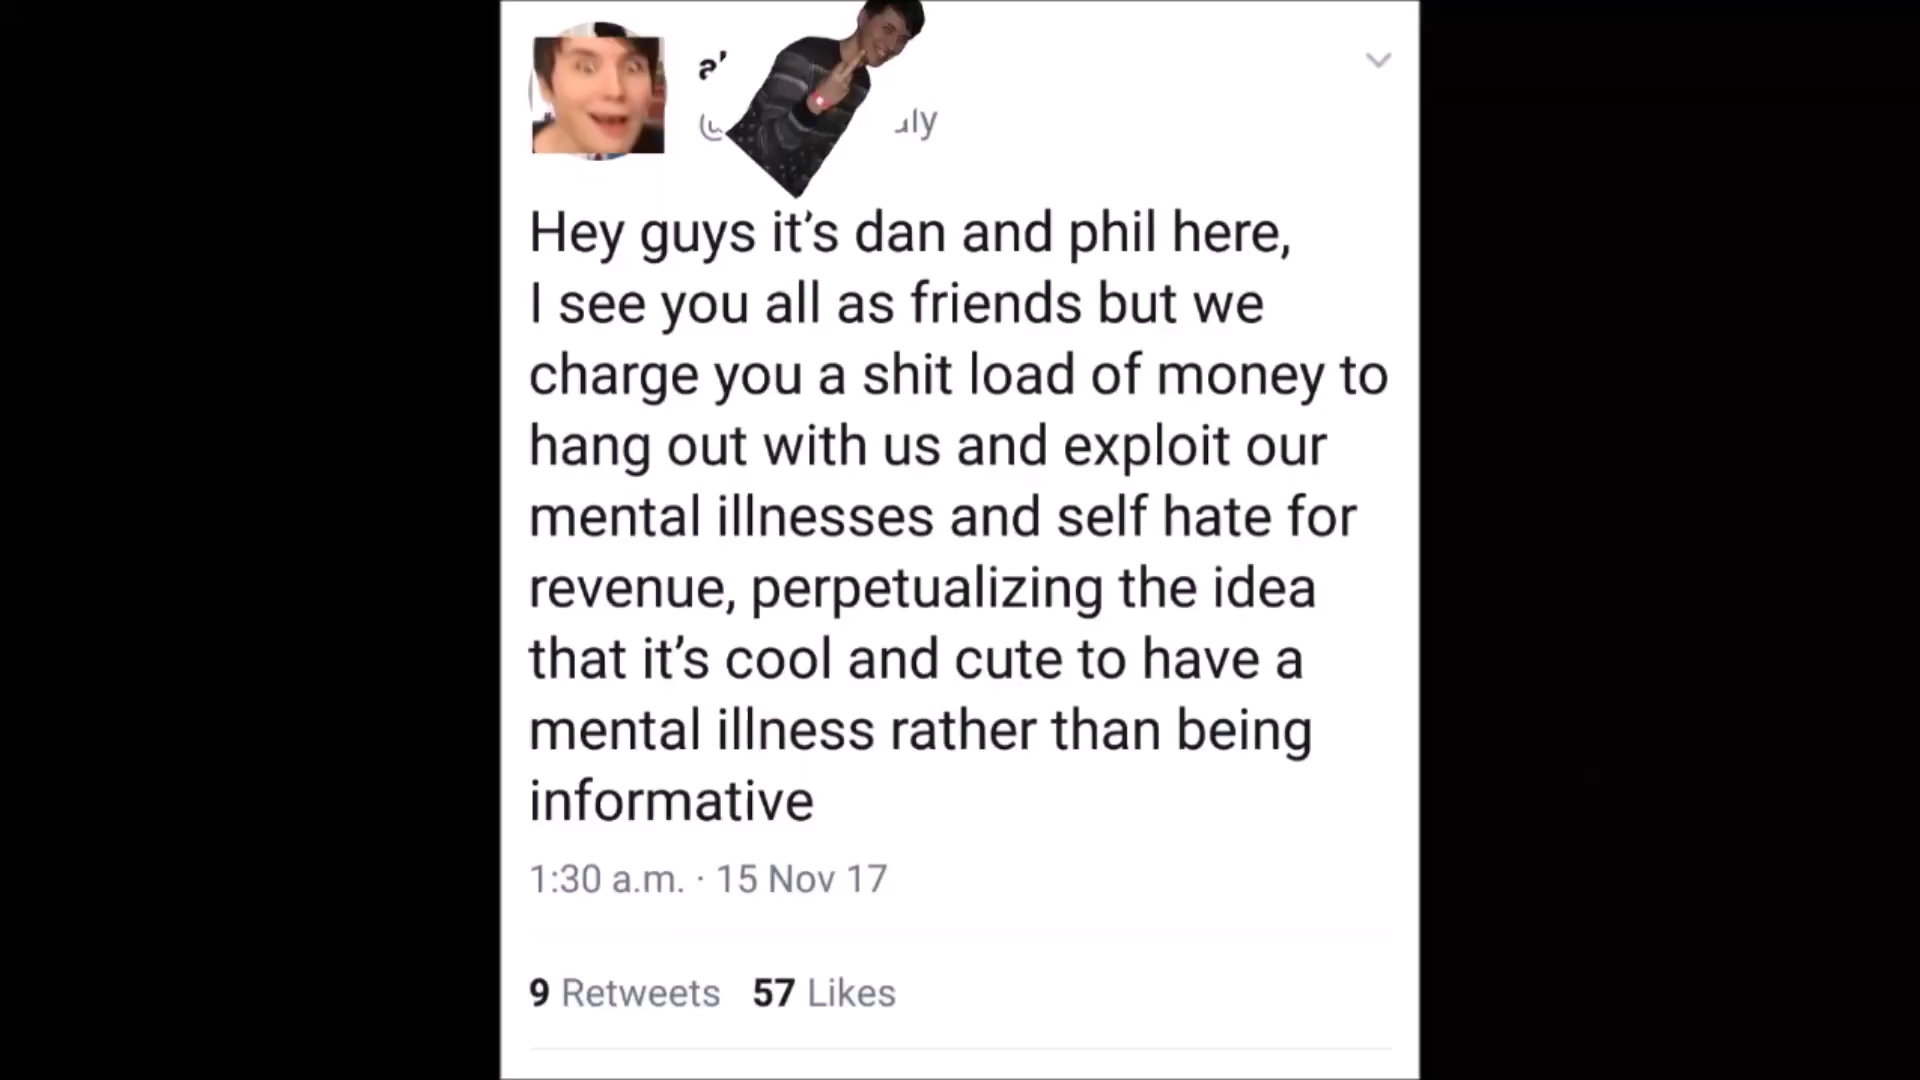 Hey guys it's dan and phil here,
I see you all as friends but we
charge you a shit load of money to
hang out with us and exploit our
mental illnesses and self hate for
revenue, perpetualizing the idea
that it's cool and cute to have a
mental illness rather than being
informative
1:30 a.m. · 15 Nov 17
9 Retweets 57 Likes